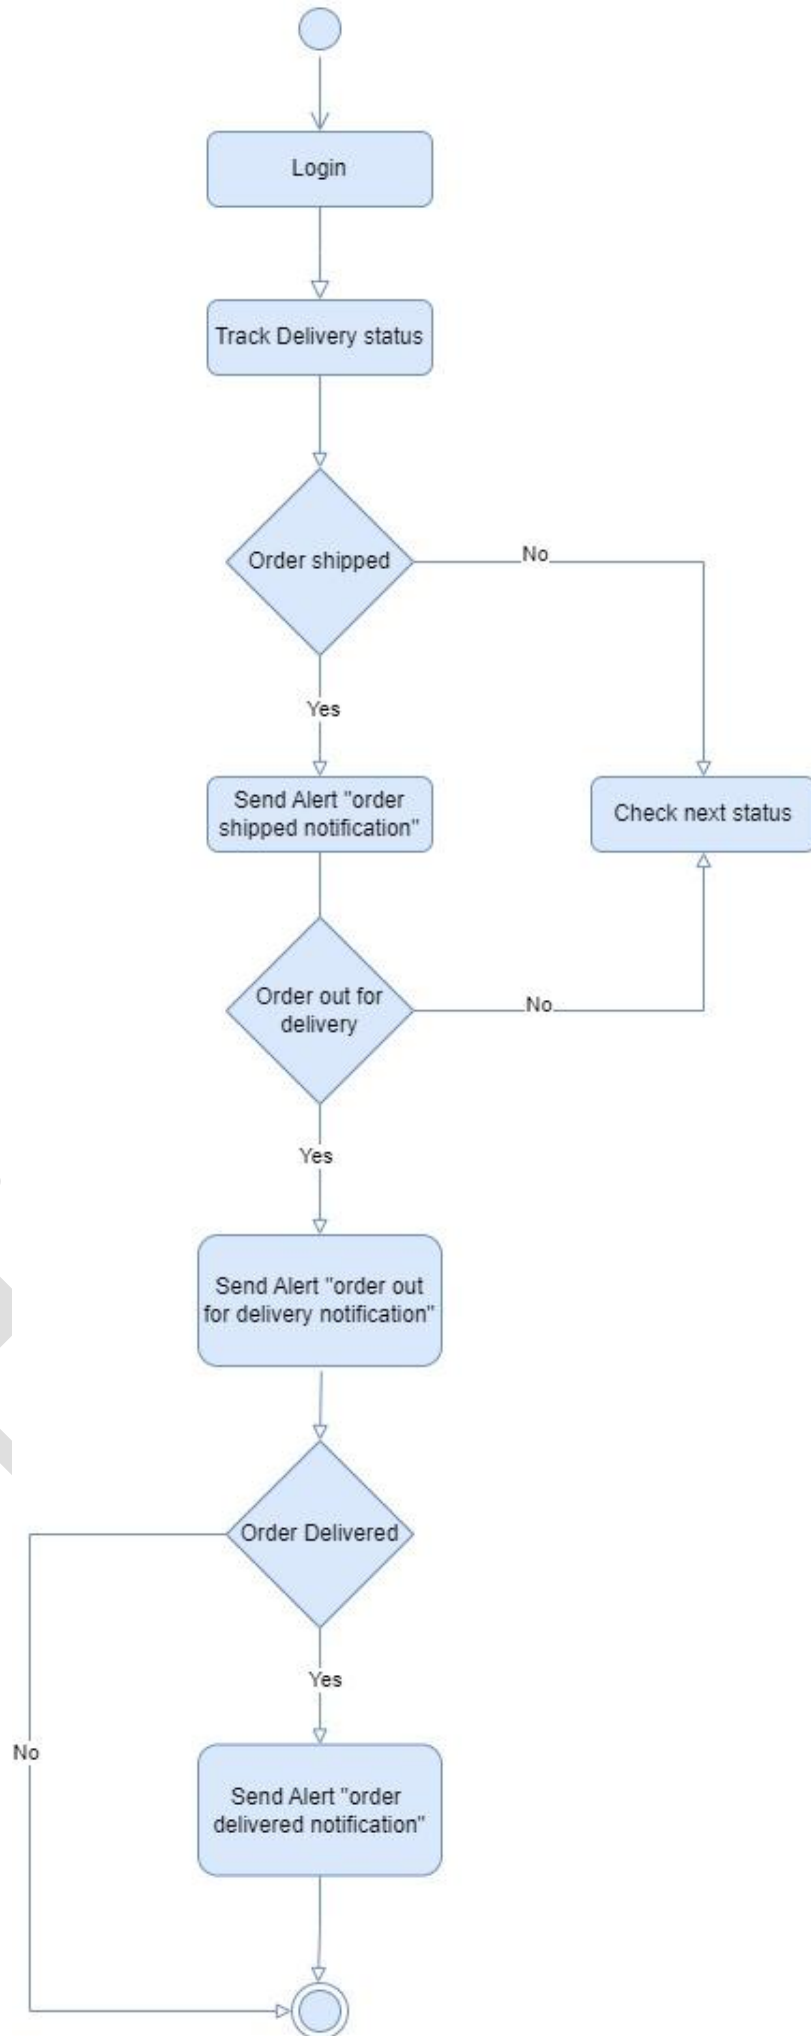 Login
Track Delivery status
Order shipped
No
Yes
Send Alert "order
shipped notification"
Check next status
Order out for
delivery
No
Yes
Send Alert "order out
for delivery notification"
Order Delivered
Yes
No
Send Alert "order
delivered notification"